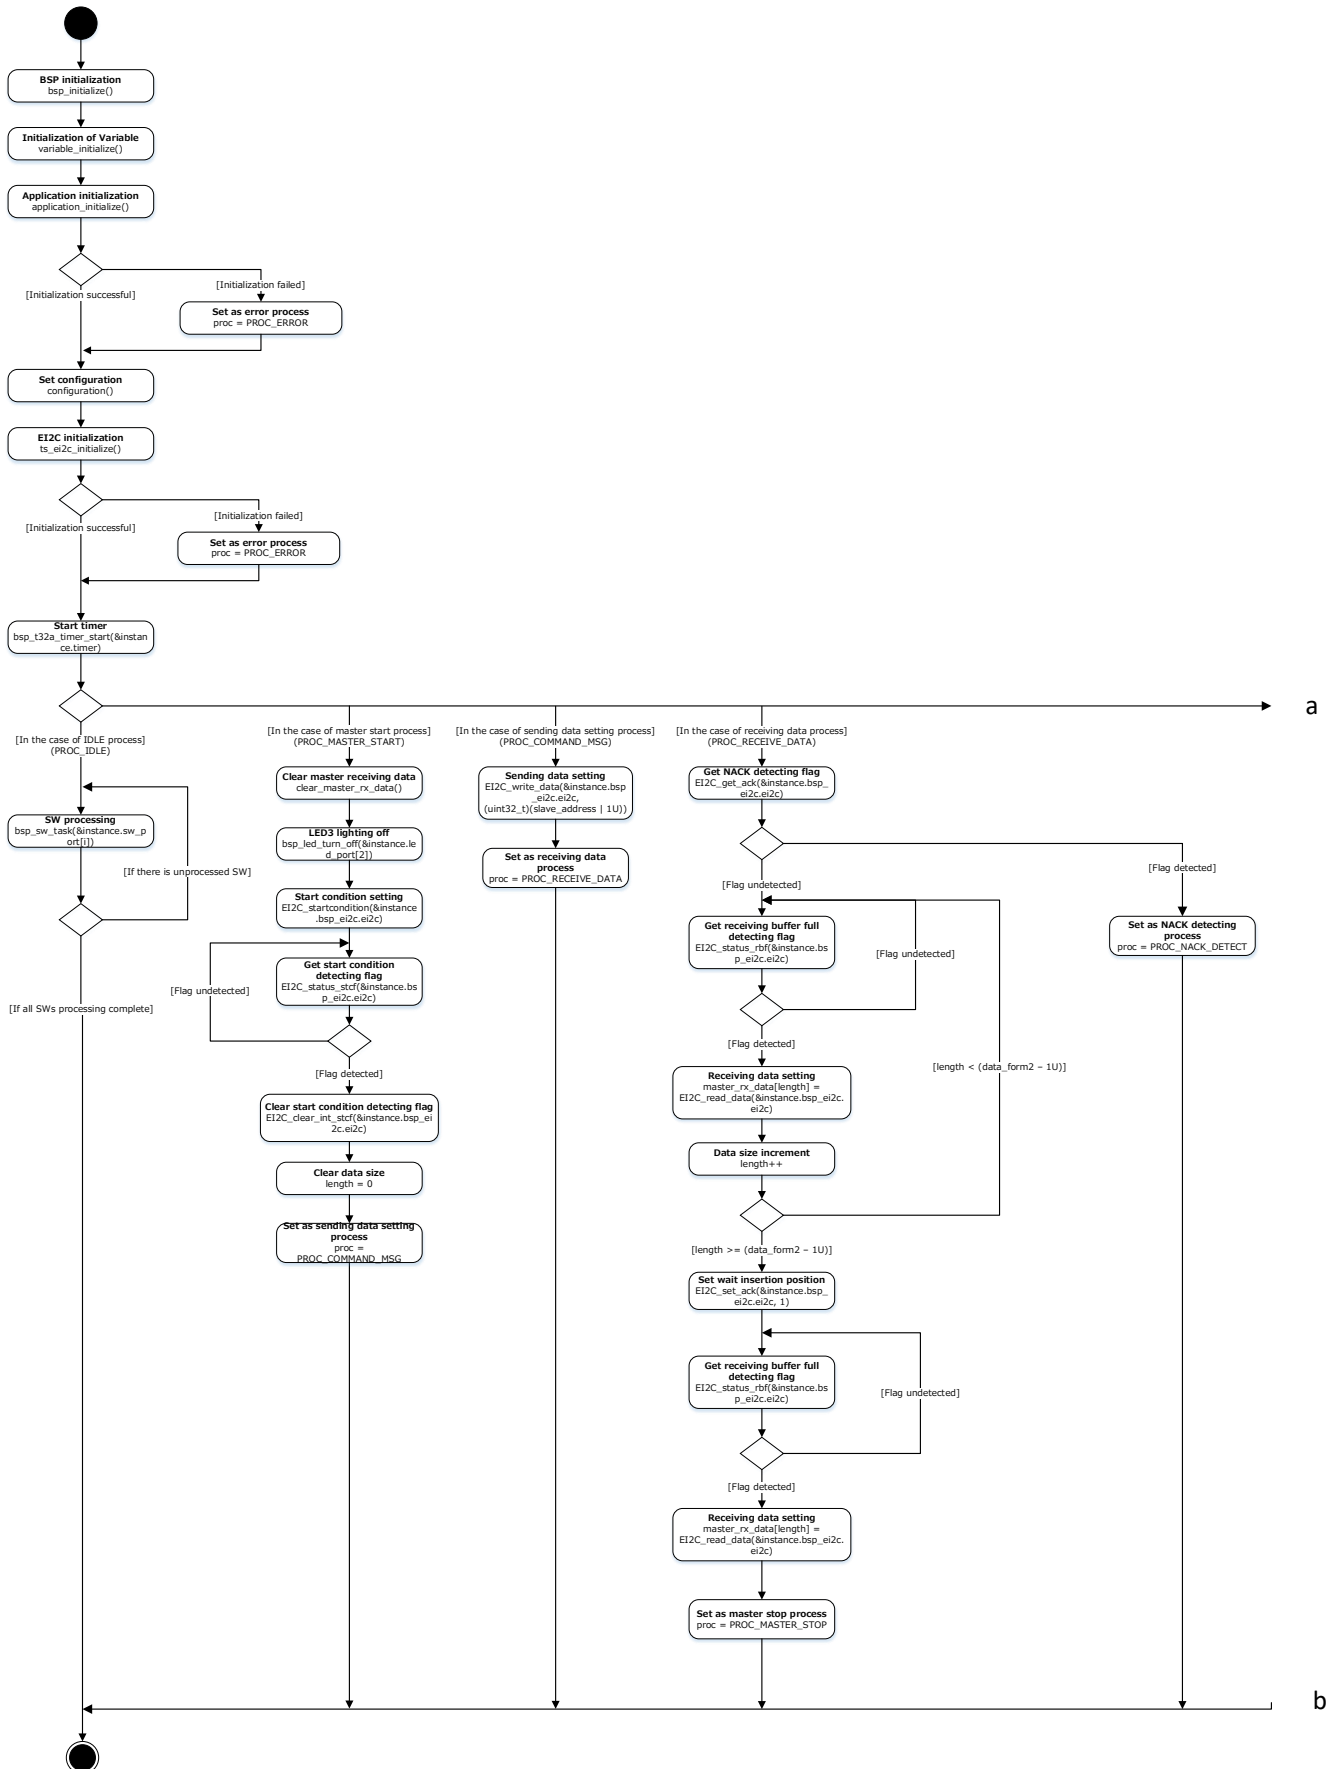 BSP initialization
bsp_initialize()
Initialization of Variable
variable_initialize()
Application initialization
application_initialize()
[Initialization successful]
[Initialization failed]
Set as error process
proc = PROC_ERROR
Set configuration
configuration()
EI2C initialization
ts_ei2c_initialize()
[Initialization successful]
[Initialization failed]
Set as error process
proc = PROC_ERROR
Start timer
bsp_t32a_timer_start(&instan
ce.timer)
a
[In the case of IDLE process]
(PROC_IDLE)
SW processing
bsp_sw_task(&instance.sw_p
ort[i])
[If there is unprocessed SW]
[If all SWs processing complete]
[In the case of master start process]
(PROC_MASTER_START)
Clear master receiving data
clear_master_rx_data()
LED3 lighting off
bsp_led_turn_off(&instance.le
d_port[2])
Start condition setting
EI2C_startcondition(&instance
.bsp_ei2c.ei2c)
Get start condition
detecting flag
EI2C_status_stcf(&instance.bs
p_ei2c.ei2c)
[Flag undetected]
[Flag detected]
Clear start condition detecting flag
EI2C_clear_int_stcf(&instance.bsp_ei
2c.ei2c)
Clear data size
length = 0
Set as sending data setting
process
proc =
PROC_COMMAND_MSG
[In the case of sending data setting process]
(PROC_COMMAND_MSG)
Sending data setting
EI2C_write_data(&instance.bsp
_ei2c.ei2c,
(uint32_t)(slave_address | 1U))
Set as receiving data
process
proc = PROC_RECEIVE_DATA
[In the case of receiving data process]
(PROC_RECEIVE_DATA)
Get NACK detecting flag
EI2C_get_ack(&instance.bsp_
ei2c.ei2c)
[Flag undetected]
[Flag detected]
Set as NACK detecting
process
proc = PROC_NACK_DETECT
Get receiving buffer full
detecting flag
EI2C_status_rbf(&instance.bs
p_ei2c.ei2c)
[Flag undetected]
[Flag detected]
Receiving data setting
master_rx_data[length] =
EI2C_read_data(&instance.bsp_ei2c.
ei2c)
Data size increment
length++
[length < (data_form2 – 1U)]
[length >= (data_form2 – 1U)]
Set wait insertion position
EI2C_set_ack(&instance.bsp_
ei2c.ei2c, 1)
Get receiving buffer full
detecting flag
EI2C_status_rbf(&instance.bs
p_ei2c.ei2c)
[Flag undetected]
[Flag detected]
Receiving data setting
master_rx_data[length] =
EI2C_read_data(&instance.bsp_ei2c.
ei2c)
Set as master stop process
proc = PROC_MASTER_STOP
b